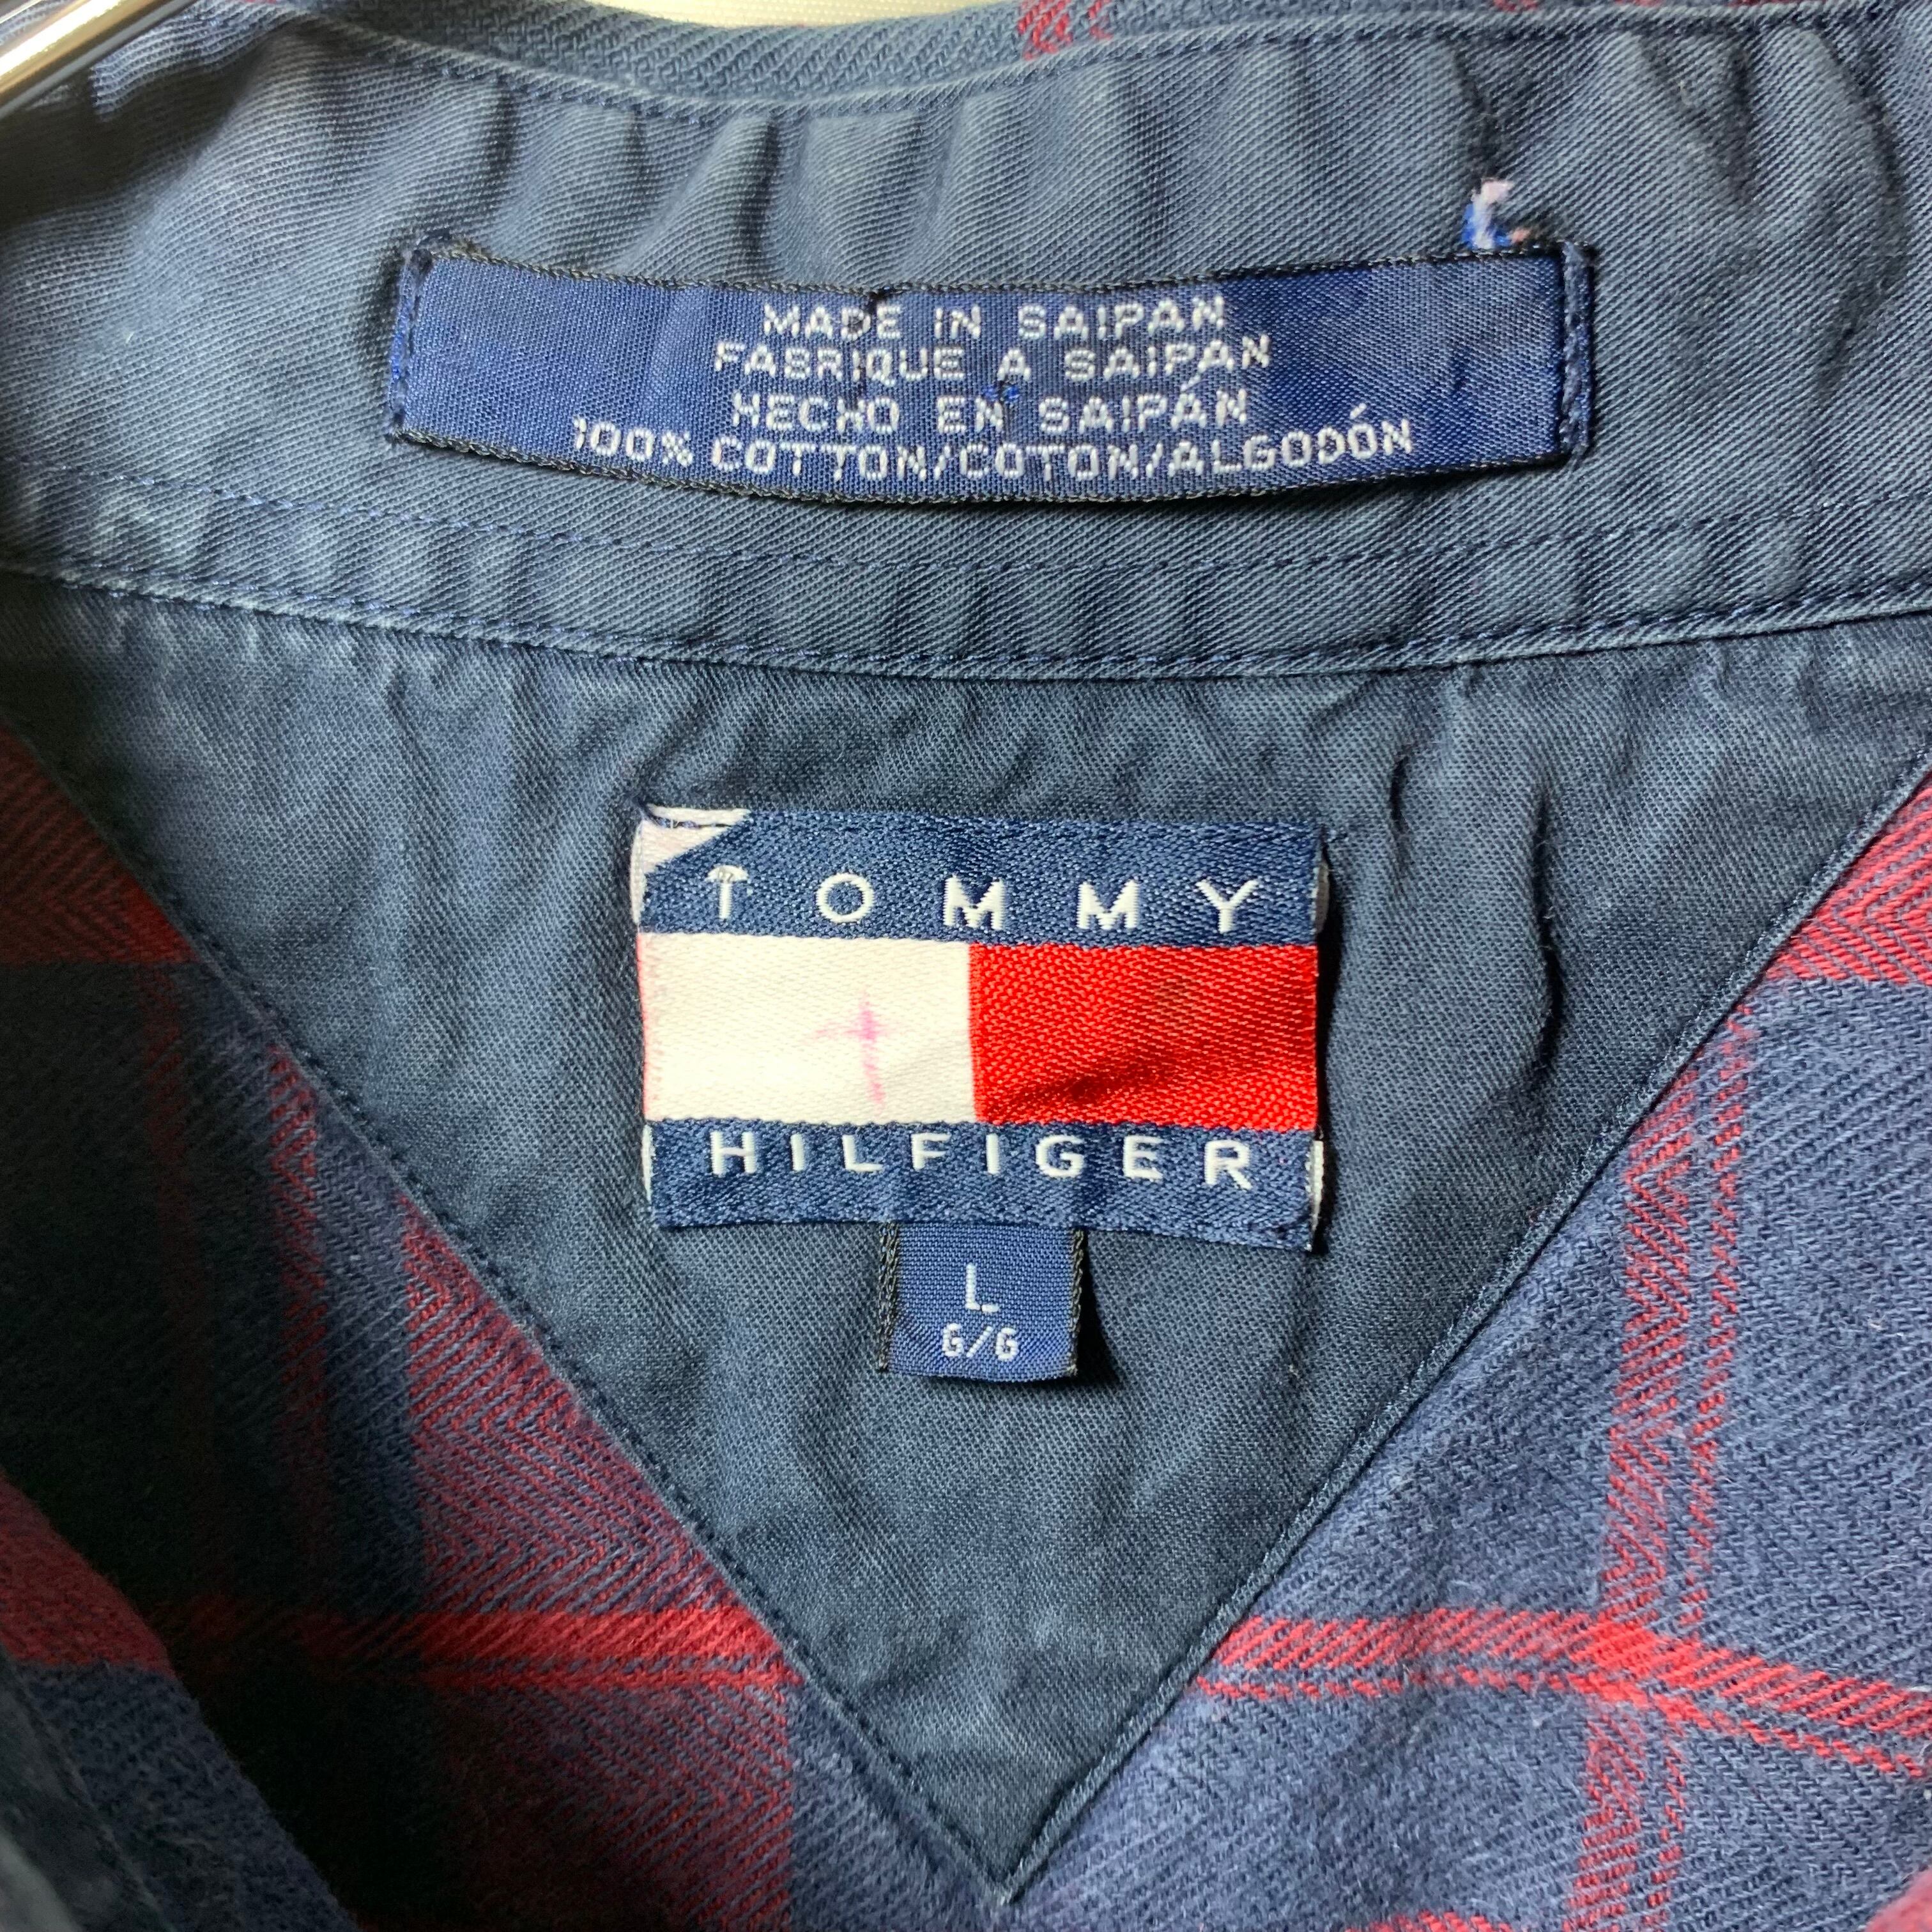 MADE IN SAIPAN
FABRIQUE A SAIPAN
HECHO EN SAIPÁN
100% COTTON/COTON/ALGODÓN
TOMMY
HILFIGER
L
G/G